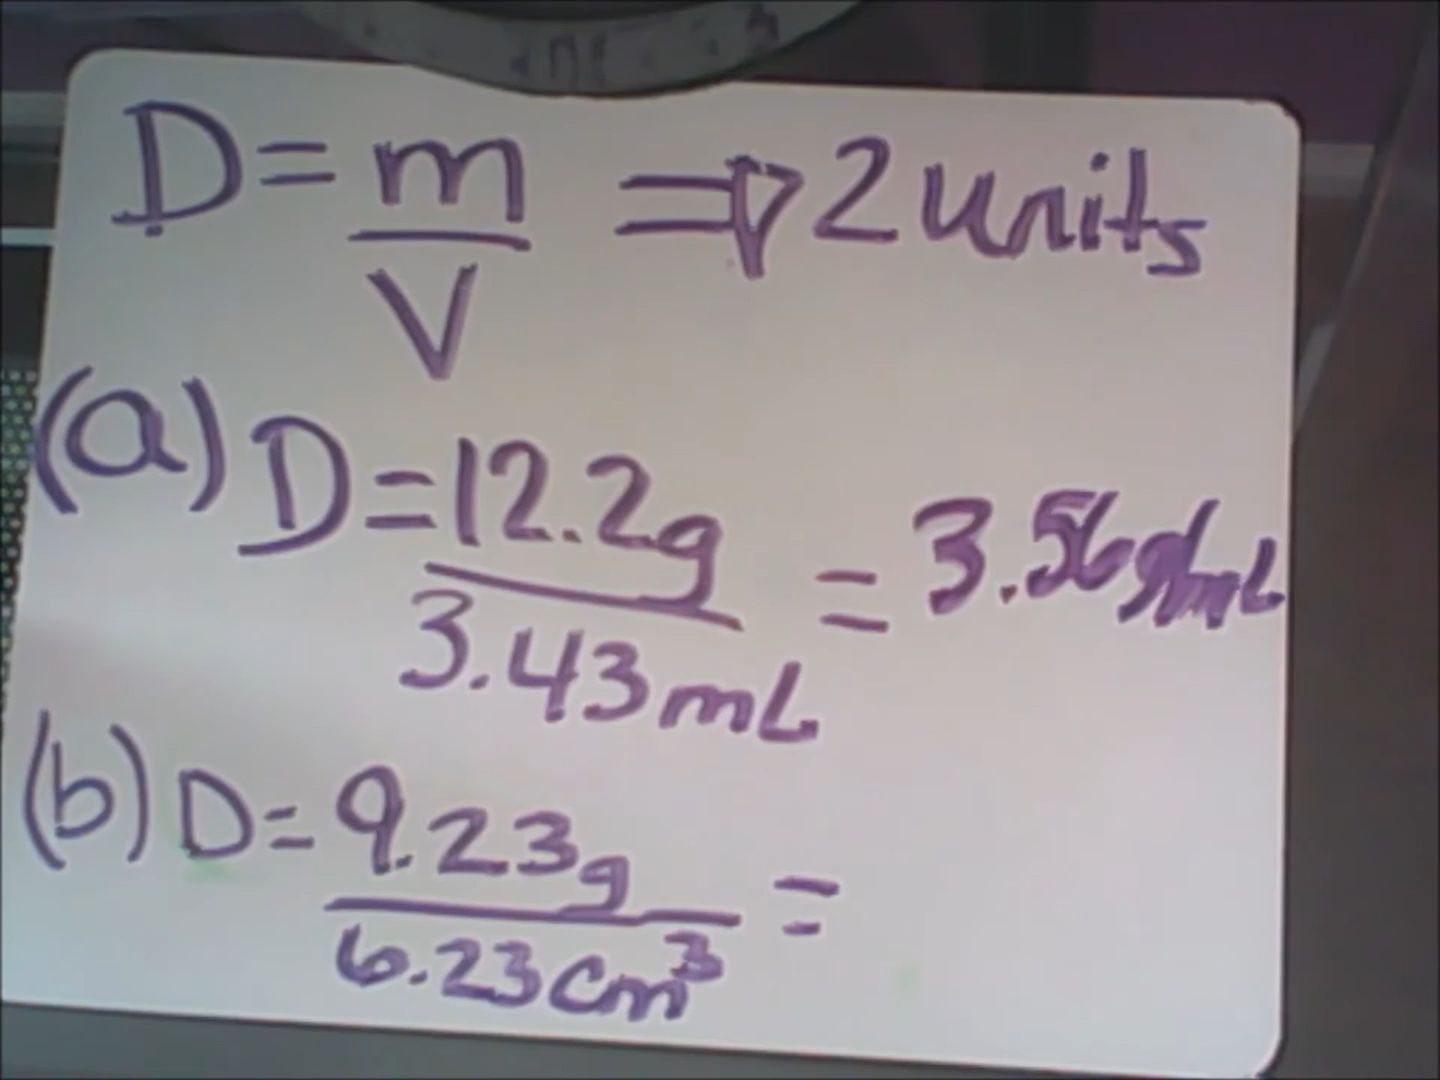 D = m/V ⇒ 2 units
(a) D = 12.2g/3.43mL = 3.56g/mL
(b) D = 9.23g/6.23cm³ =